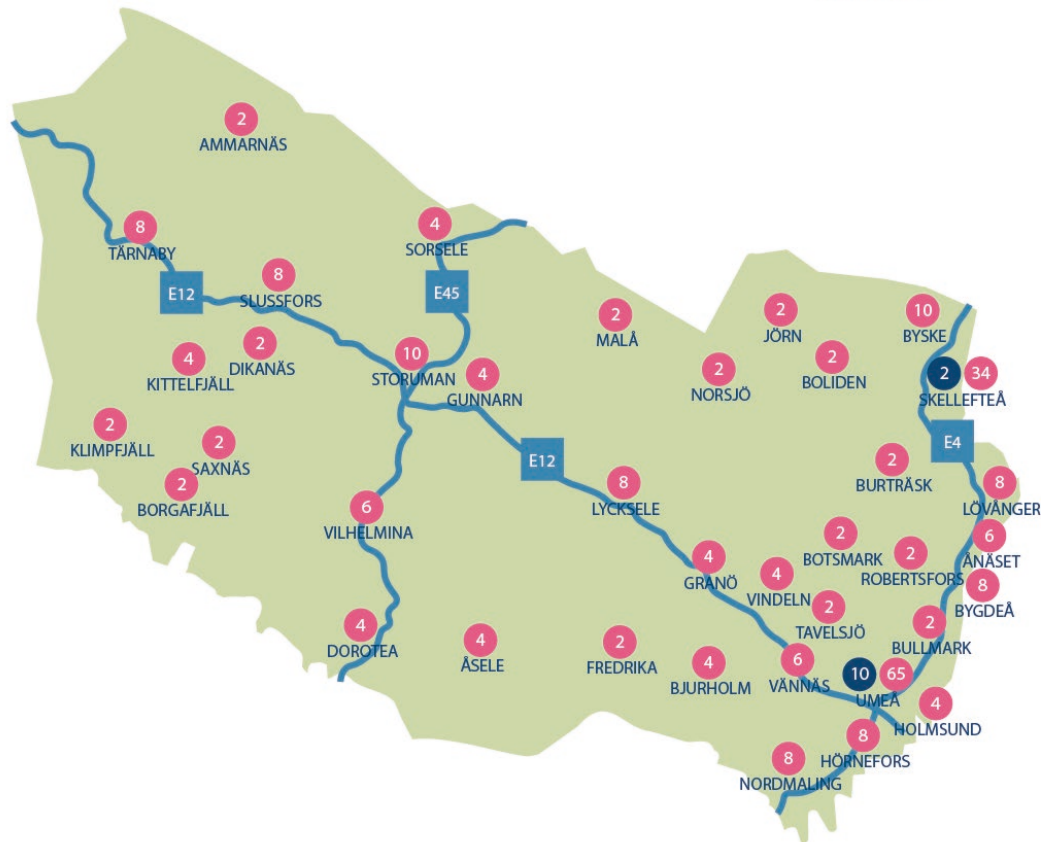 2
AMMARNÄS
8
TÄRNABY
4
SORSELE
E12
8
SLUSSFORS
E45
2
MALÅ
2
JÖRN
10
BYSKE
4
KITTELFJÄLL
2
DIKANÄS
10
STORUMAN
4
GUNNARN
2
NORSJÖ
2
BOLIDEN
2
34
SKELLEFTEÅ
2
KLIMPFJÄLL
2
SAXNÄS
2
BORGAFJÄLL
E12
E4
2
BURTRÄSK
8
LÖVÅNGER
6
VILHELMINA
8
LYCKSELE
2
BOTSMARK
2
ROBERTSFORS
6
ÅNÄSET
4
GRANÖ
4
VINDELN
8
BYGDEÅ
2
TAVELSJÖ
2
BULLMARK
4
DOROTEA
4
ÅSELE
2
FREDRIKA
4
BJURHOLM
6
VÄNNÄS
10
65
UMEÅ
4
HOLMSUND
8
HÖRNEFORS
8
NORDMALING